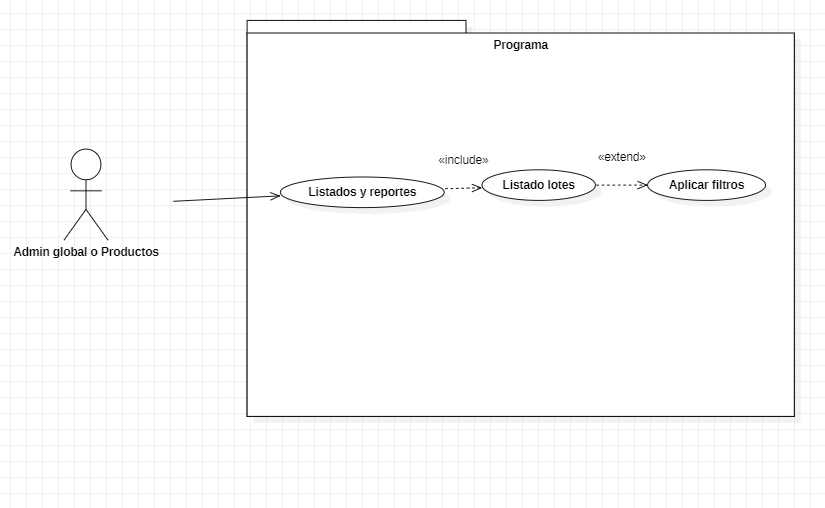 Programa
«include»
«extend»
Listados y reportes
Listado lotes
Aplicar filtros
Admin global o Productos